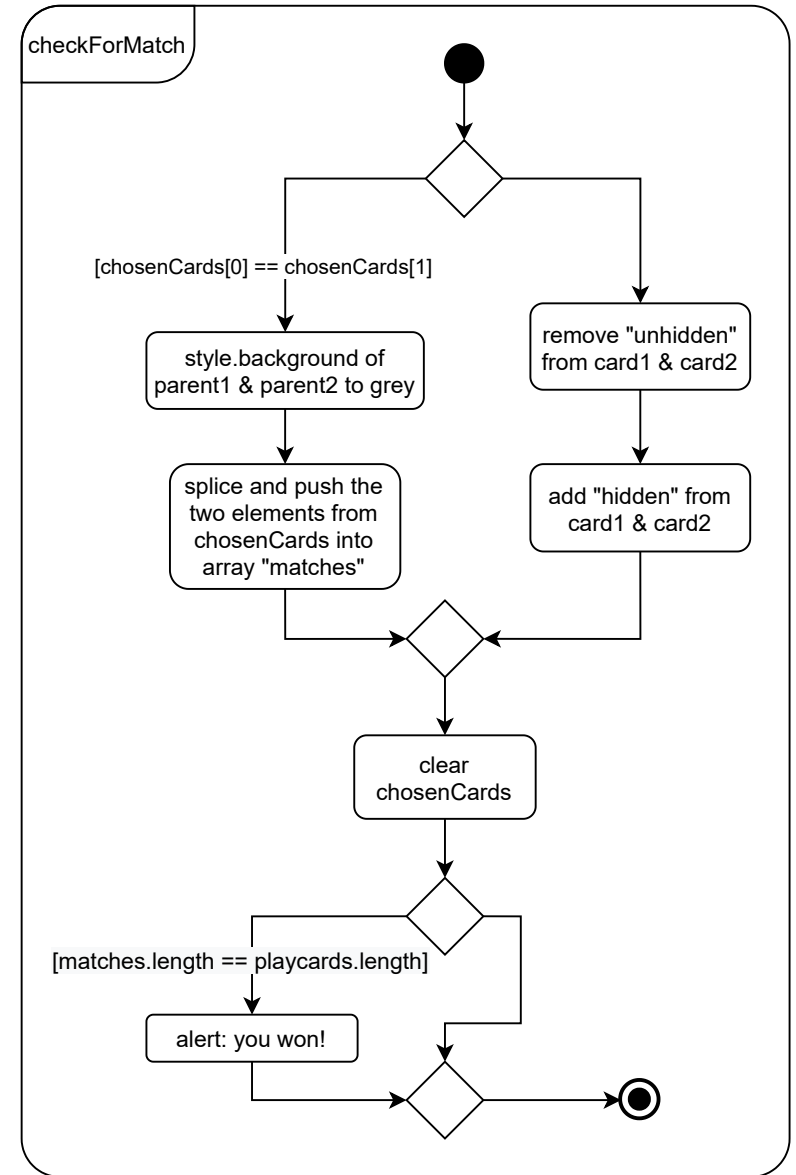 checkForMatch
[chosenCards[0] == chosenCards[1]
style.background of
parent1 & parent2 to grey
remove "unhidden"
from card1 & card2
splice and push the
two elements from
chosenCards into
array "matches"
add "hidden" from
card1 & card2
clear
chosenCards
[matches.length == playcards.length]
alert: you won!